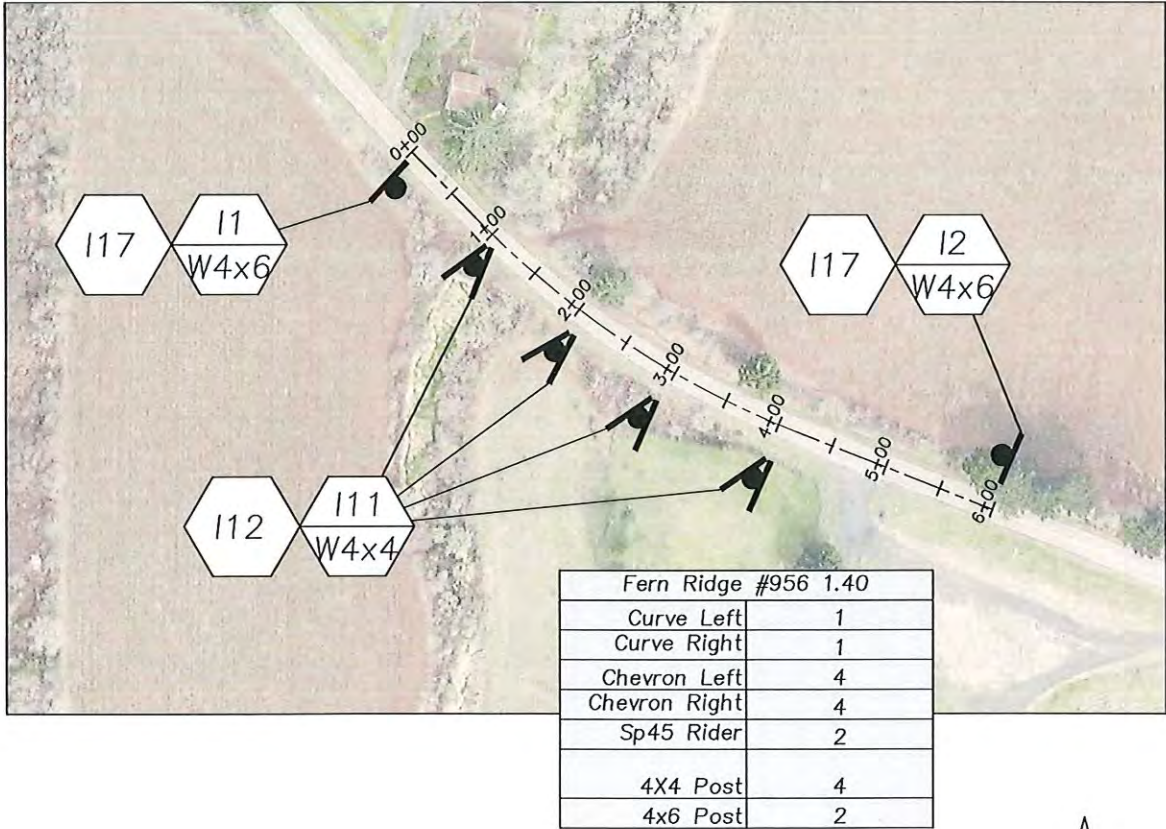 0+00
1+00
2+00
3+00
4+00
5+00
6+00
I17
I1
W4x6
I17
I2
W4x6
I12
I11
W4x4
Fern Ridge #956 1.40
Curve Left 1
Curve Right 1
Chevron Left 4
Chevron Right 4
Sp45 Rider 2
4X4 Post 4
4x6 Post 2